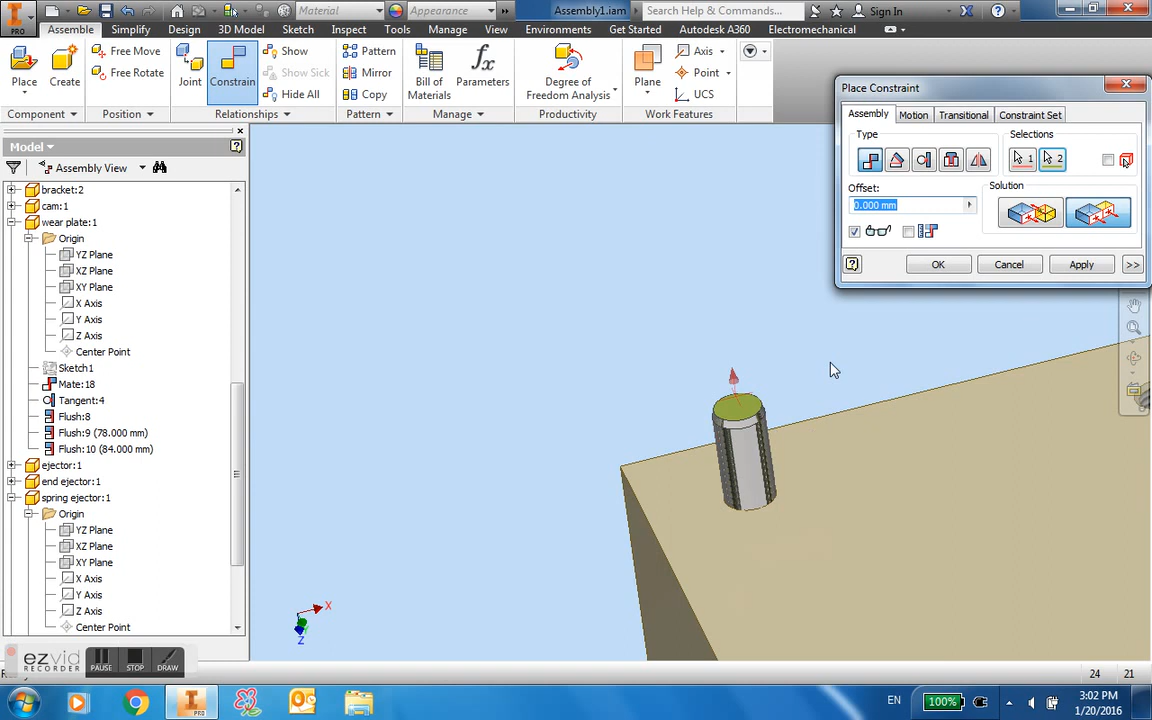 PRO
Material
Appearance
Assembly1.iam
Search Help & Commands...
Sign In
Assemble
Simplify
Design
3D Model
Sketch
Inspect
Tools
Manage
View
Environments
Get Started
Autodesk A360
Electromechanical
Place
Create
Free Move
Free Rotate
Joint
Constrain
Show
Show Sick
Hide All
Pattern
Mirror
Copy
Bill of
Materials
fx
Parameters
Degree of
Freedom Analysis
Plane
Axis
Point
UCS
Component
Position
Relationships
Pattern
Manage
Productivity
Work Features
Model
Assembly View
bracket:2
cam:1
wear plate:1
Origin
YZ Plane
XZ Plane
XY Plane
X Axis
Y Axis
Z Axis
Center Point
Sketch1
Mate:18
Tangent:4
Flush:8
Flush:9 (78.000 mm)
Flush:10 (84.000 mm)
ejector:1
end ejector:1
spring ejector:1
Origin
YZ Plane
XZ Plane
XY Plane
X Axis
Y Axis
Z Axis
Center Point
Place Constraint
Assembly
Motion
Transitional
Constraint Set
Type
Selections
1
2
Offset:
0.000 mm
Solution
OK
Cancel
Apply
>>
X
Z
ezvid
RECORDER
PAUSE
STOP
DRAW
24
21
PRO
EN
100%
3:02 PM
1/20/2016